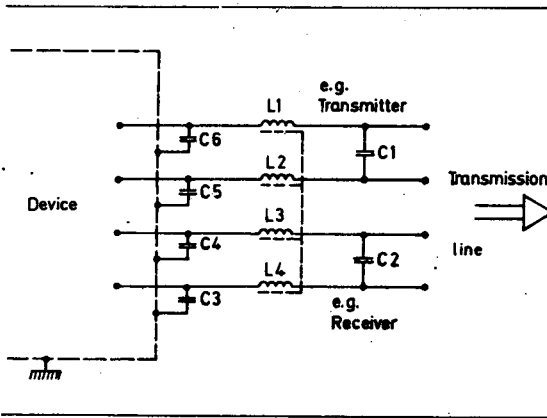 e.g.
Transmitter
L1
C6
C1
L2
Transmission
C5
Device
L3
C4
C2
line
L4
C3
e.g.
Receiver